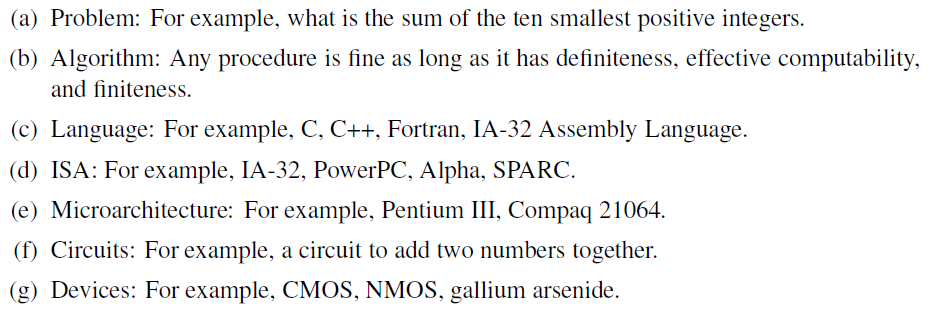 (a) Problem: For example, what is the sum of the ten smallest positive integers.
(b) Algorithm: Any procedure is fine as long as it has definiteness, effective computability,
and finiteness.
(c) Language: For example, C, C++, Fortran, IA-32 Assembly Language.
(d) ISA: For example, IA-32, PowerPC, Alpha, SPARC.
(e) Microarchitecture: For example, Pentium III, Compaq 21064.
(f) Circuits: For example, a circuit to add two numbers together.
(g) Devices: For example, CMOS, NMOS, gallium arsenide.